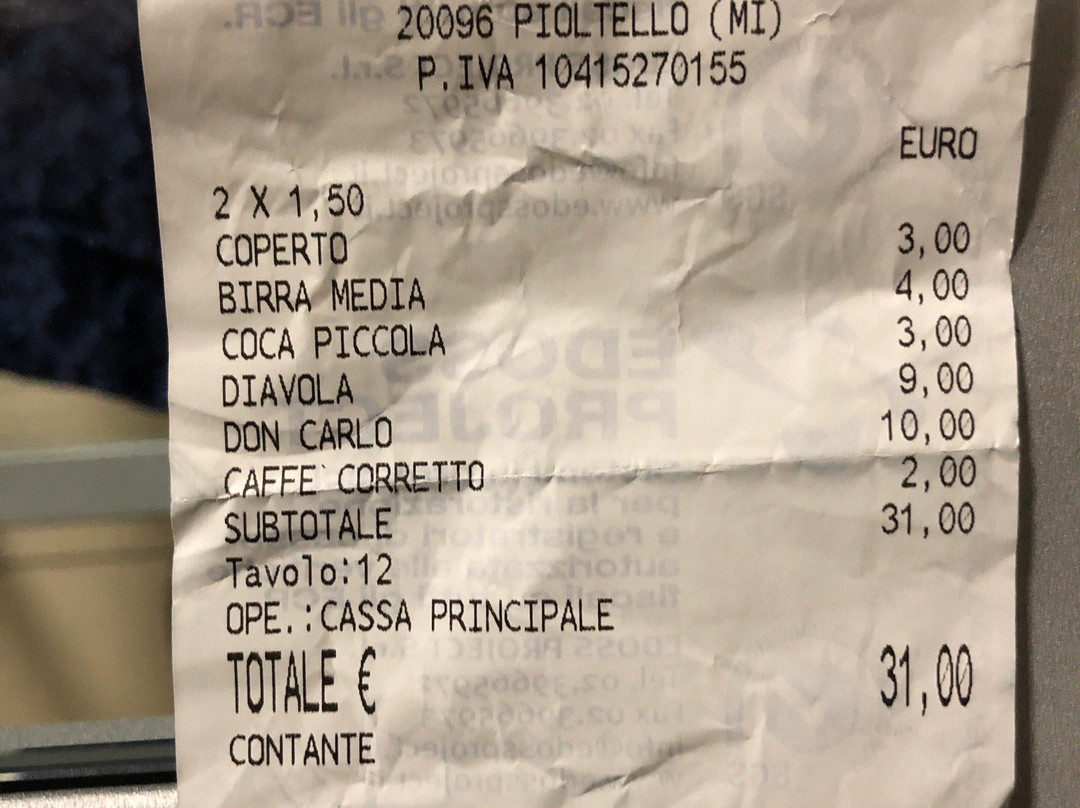 20096 PIOLTELLO (MI)
P.IVA 10415270155
EURO
2 X 1,50
COPERTO 3,00
BIRRA MEDIA 4,00
COCA PICCOLA 3,00
DIAVOLA 9,00
DON CARLO 10,00
CAFFE` CORRETTO 2,00
SUBTOTALE 31,00
Tavolo:12
OPE.:CASSA PRINCIPALE
TOTALE € 31,00
CONTANTE